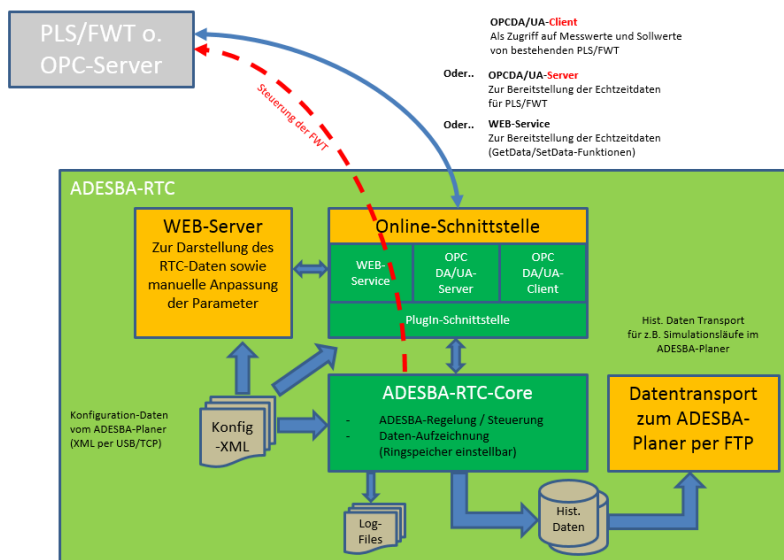 PLS/FWT o.
OPC-Server
OPCDA/UA-Client
Als Zugriff auf Messwerte und Sollwerte
von bestehenden PLS/FWT
Oder.. OPCDA/UA-Server
Zur Bereitstellung der Echtzeitdaten
für PLS/FWT
Oder.. WEB-Service
Zur Bereitstellung der Echtzeitdaten
(GetData/SetData-Funktionen)
Steuerung der FWT
ADESBA-RTC
WEB-Server
Zur Darstellung des
RTC-Daten sowie
manuelle Anpassung
der Parameter
Online-Schnittstelle
WEB-
Service
OPC
DA/UA-
Server
OPC
DA/UA-
Client
PlugIn-Schnittstelle
Hist. Daten Transport
für z.B. Simulationsläufe im
ADESBA-Planer
Konfiguration-Daten
vom ADESBA-Planer
(XML per USB/TCP)
Konfig
-XML
ADESBA-RTC-Core
- ADESBA-Regelung / Steuerung
- Daten-Aufzeichnung
(Ringspeicher einstellbar)
Datentransport
zum ADESBA-
Planer per FTP
Log-
Files
Hist.
Daten